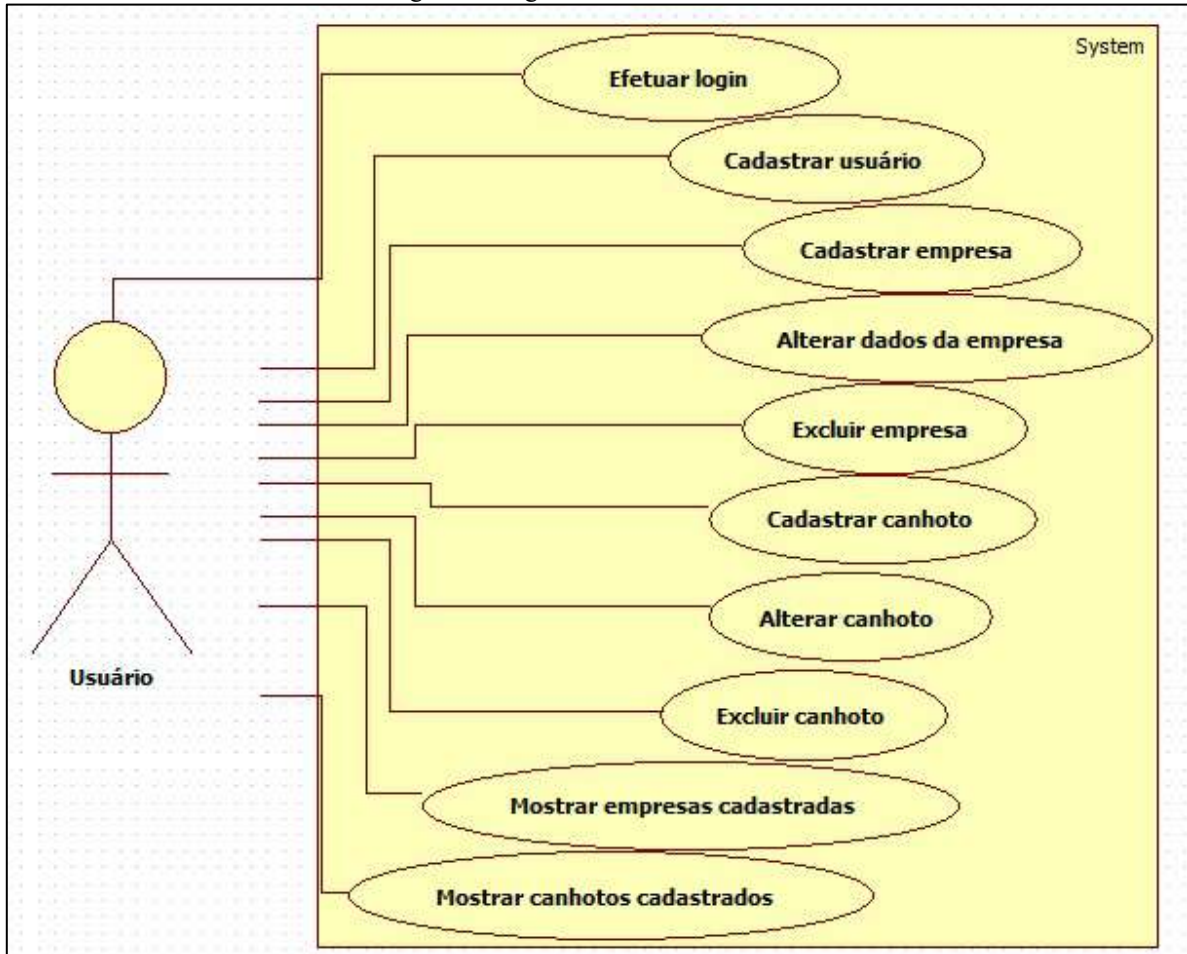 System
Efetuar login
Cadastrar usuário
Cadastrar empresa
Alterar dados da empresa
Excluir empresa
Cadastrar canhoto
Alterar canhoto
Usuário
Excluir canhoto
Mostrar empresas cadastradas
Mostrar canhotos cadastrados